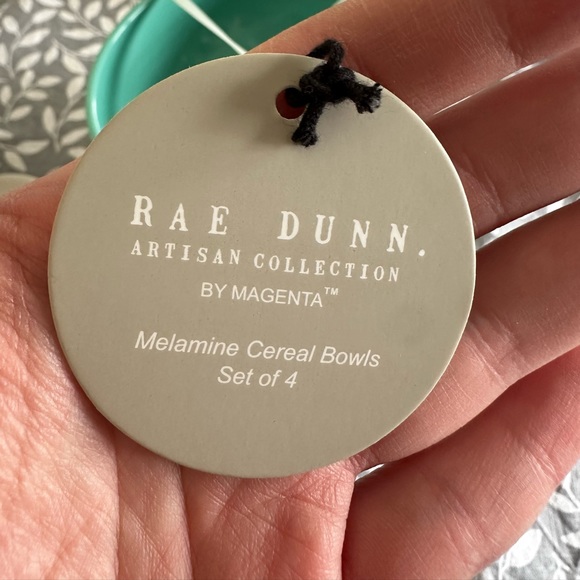 RAE DUNN.
ARTISAN COLLECTION
BY MAGENTA™
Melamine Cereal Bowls
Set of 4